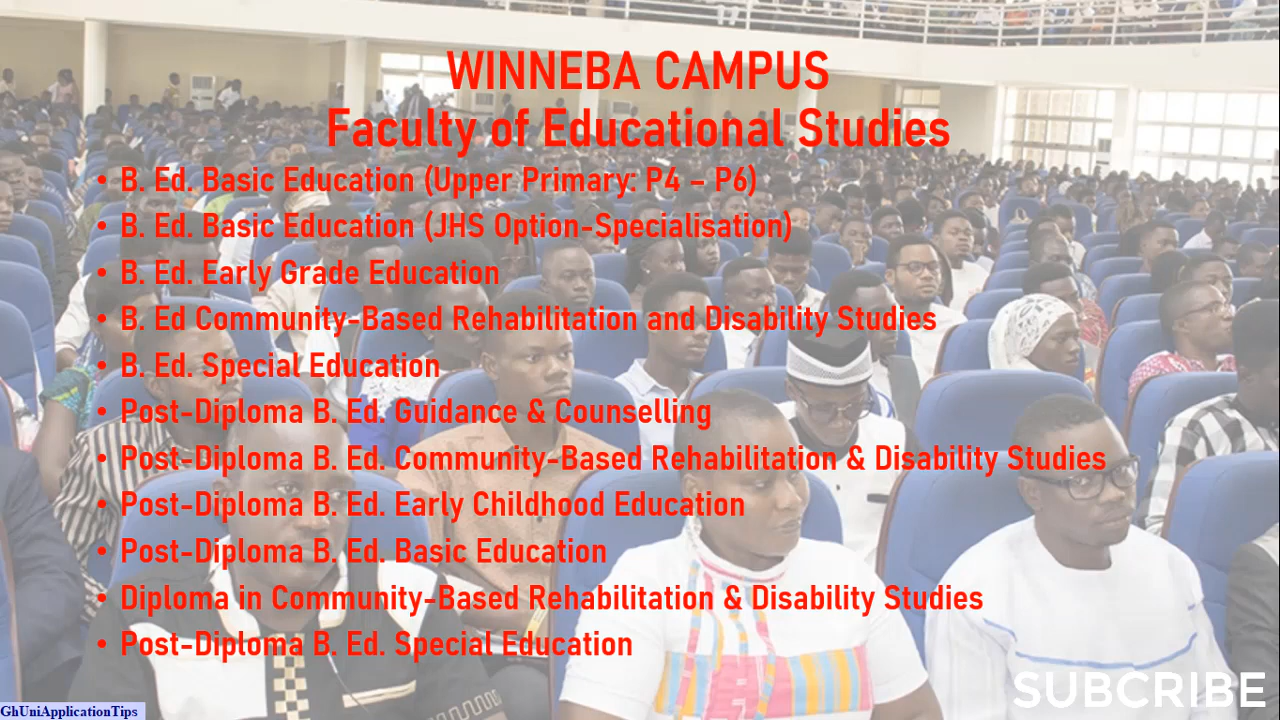 WINNEBA CAMPUS
Faculty of Educational Studies
• B. Ed. Basic Education (Upper Primary: P4 – P6)
• B. Ed. Basic Education (JHS Option-Specialisation)
• B. Ed. Early Grade Education
• B. Ed Community-Based Rehabilitation and Disability Studies
• B. Ed. Special Education
• Post-Diploma B. Ed. Guidance & Counselling
• Post-Diploma B. Ed. Community-Based Rehabilitation & Disability Studies
• Post-Diploma B. Ed. Early Childhood Education
• Post-Diploma B. Ed. Basic Education
• Diploma in Community-Based Rehabilitation & Disability Studies
• Post-Diploma B. Ed. Special Education
SUBCRIBE
GhUniApplicationTips